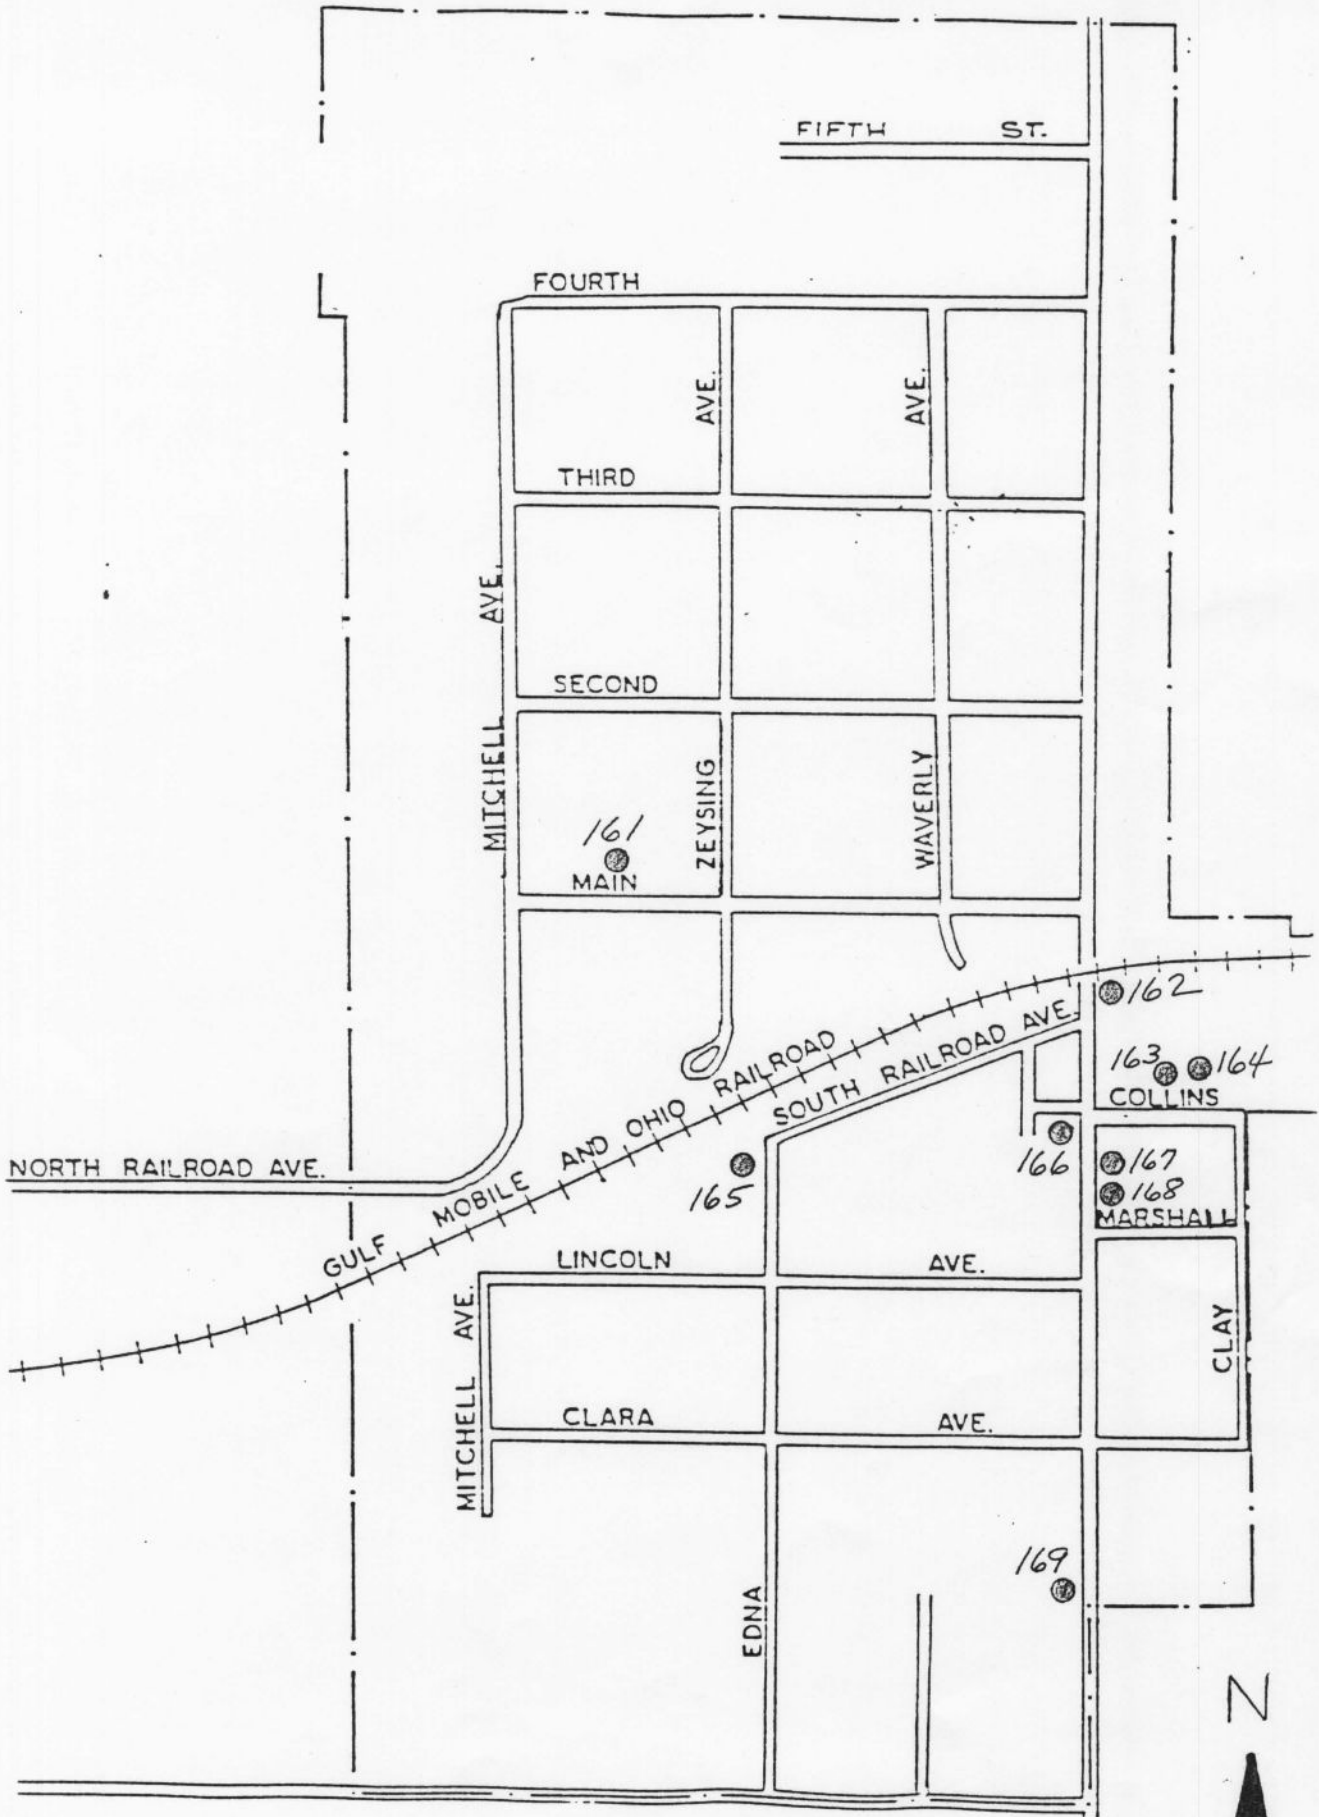 FIFTH ST.
FOURTH
AVE.
AVE.
THIRD
MITCHELL AVE.
SECOND
ZEYSING
WAVERLY
161
MAIN
162
163
164
COLLINS
GULF MOBILE AND OHIO RAILROAD
SOUTH RAILROAD AVE.
NORTH RAILROAD AVE.
165
166
167
168
MARSHALL
LINCOLN AVE.
MITCHELL AVE.
CLAY
CLARA AVE.
169
EDNA
N